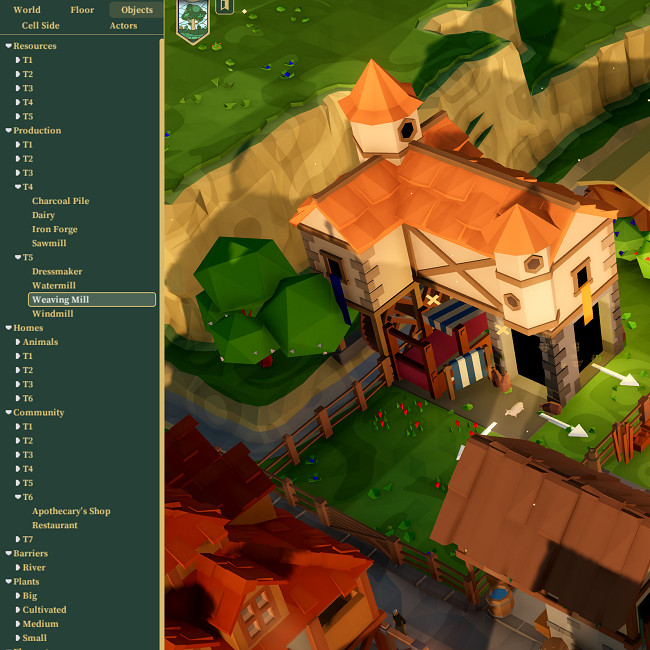 World Floor Objects
Cell Side Actors
Resources
T1
T2
T3
T4
T5
Production
T1
T2
T3
T4
Charcoal Pile
Dairy
Iron Forge
Sawmill
T5
Dressmaker
Watermill
Weaving Mill
Windmill
Homes
Animals
T1
T2
T3
T6
Community
T1
T2
T3
T4
T5
T6
Apothecary's Shop
Restaurant
T7
Barriers
River
Plants
Big
Cultivated
Medium
Small